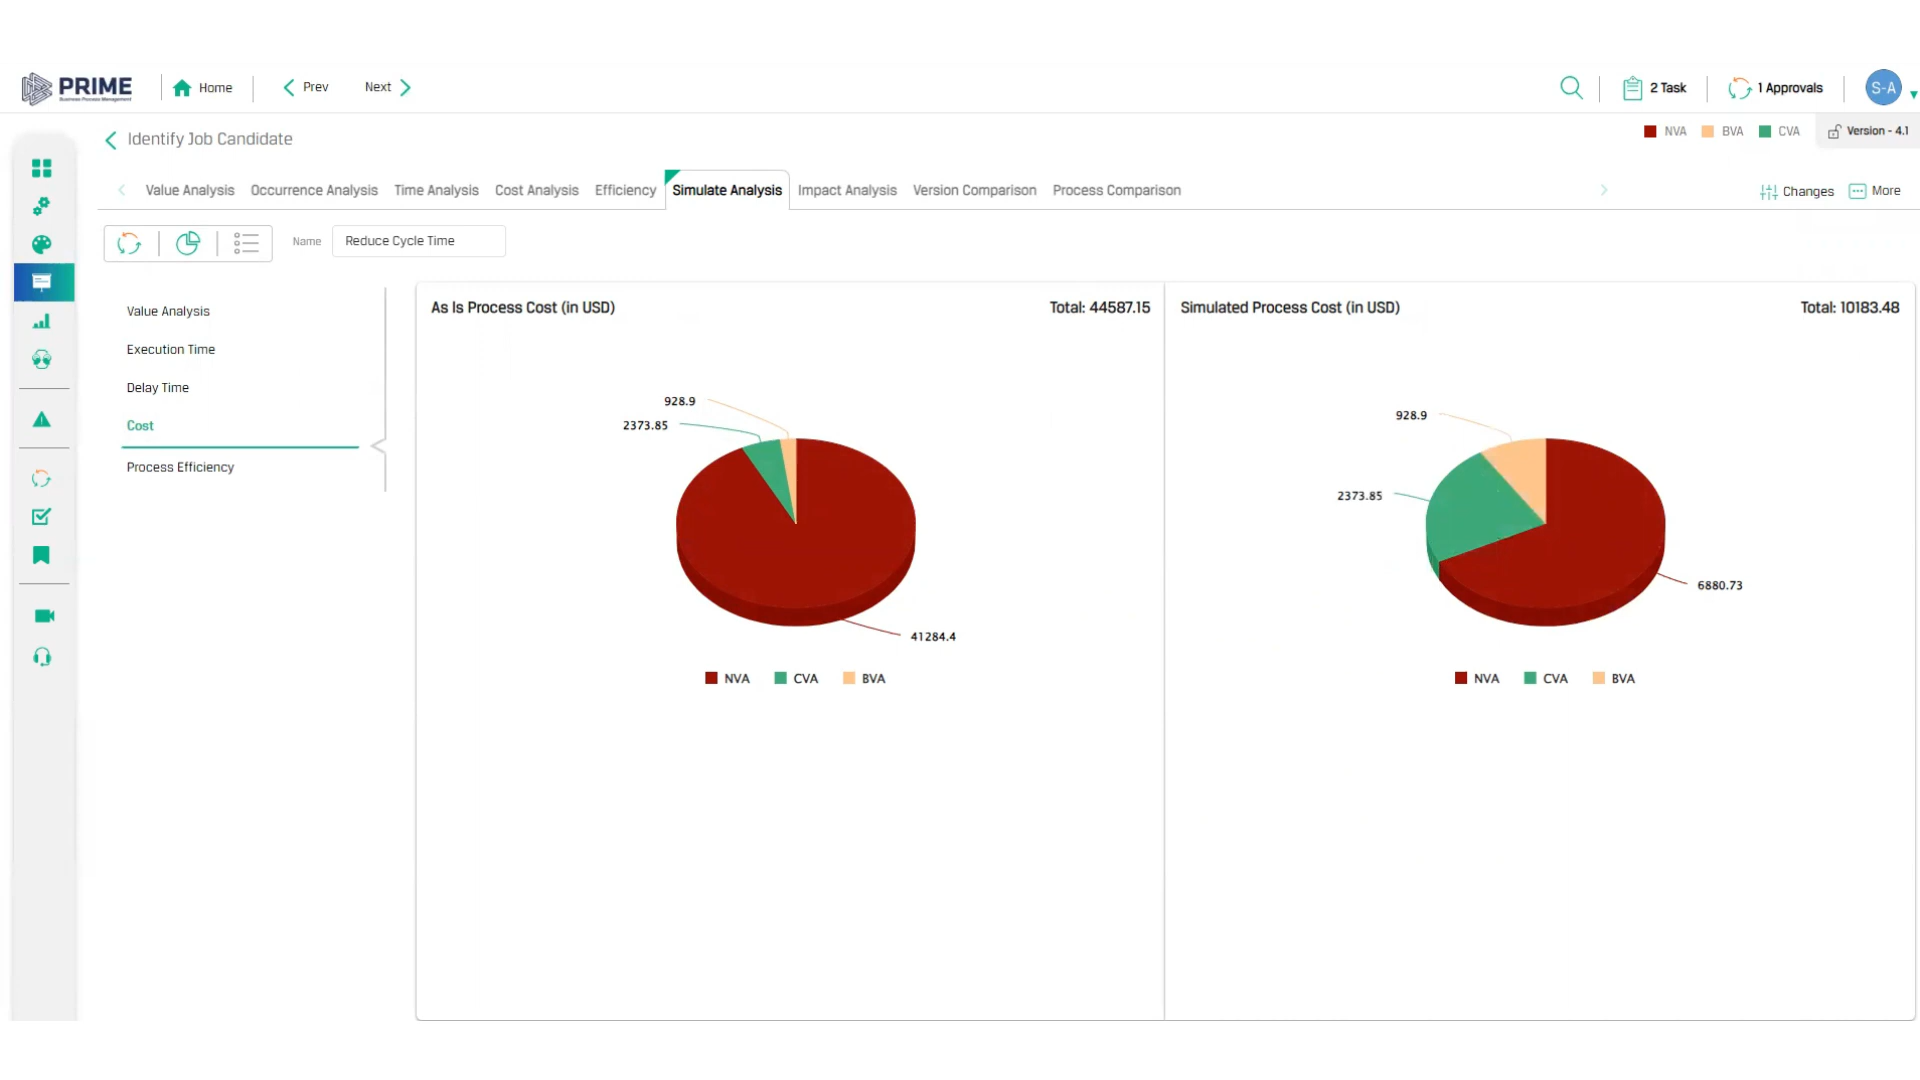 PRIME
Business Process Management
Home
Prev
Next
2 Task
1 Approvals
S-A
Identify Job Candidate
NVA
BVA
CVA
Version - 4.1
Value Analysis
Occurrence Analysis
Time Analysis
Cost Analysis
Efficiency
Simulate Analysis
Impact Analysis
Version Comparison
Process Comparison
Changes
More
Name
Reduce Cycle Time
Value Analysis
Execution Time
Delay Time
Cost
Process Efficiency
As Is Process Cost (in USD)
Total: 44587.15
928.9
2373.85
41284.4
NVA
CVA
BVA
Simulated Process Cost (in USD)
Total: 10183.48
928.9
2373.85
6880.73
NVA
CVA
BVA